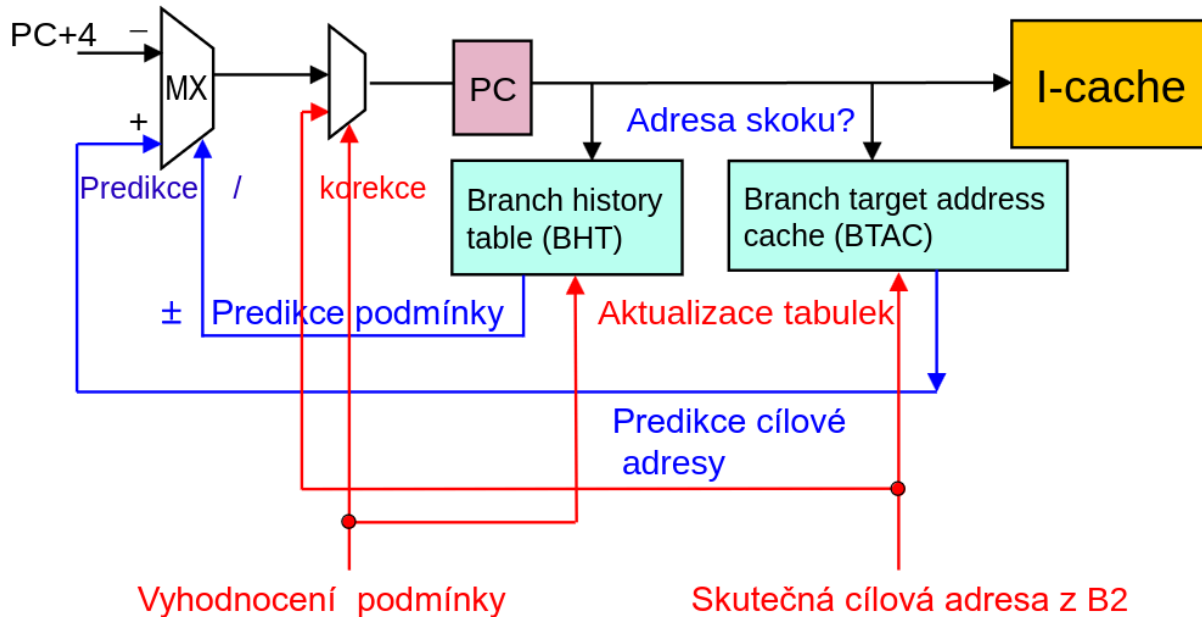 PC+4
–
MX
+
PC
I-cache
Adresa skoku?
Predikce / korekce
Branch history
table (BHT)
Branch target address
cache (BTAC)
± Predikce podmínky
Aktualizace tabulek
Predikce cílové
adresy
Vyhodnocení podmínky
Skutečná cílová adresa z B2